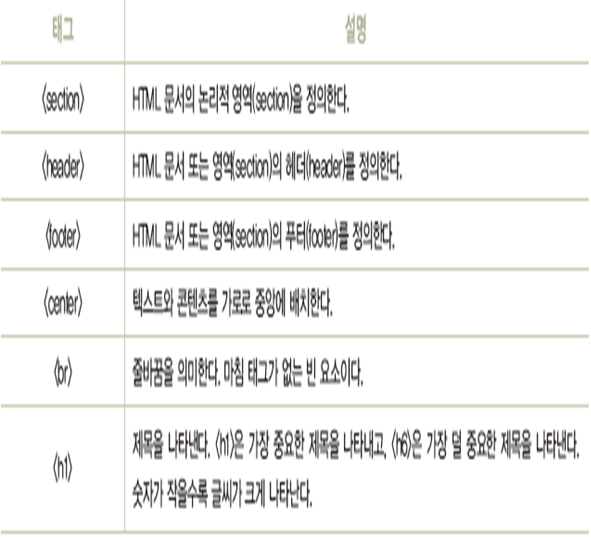 태그 설명
<section> HTML 문서의 논리적 영역(section)을 정의한다.
<header> HTML 문서 또는 영역(section)의 헤더(header)를 정의한다.
<footer> HTML 문서 또는 영역(section)의 푸터(footer)를 정의한다.
<center> 텍스트와 콘텐츠를 가로로 중앙에 배치한다.
<br> 줄바꿈을 의미한다. 마침 태그가 없는 빈 요소이다.
<h1> 제목을 나타낸다. <h1>은 가장 중요한 제목을 나타내고, <h6>은 가장 덜 중요한 제목을 나타낸다.
숫자가 작을수록 글씨가 크게 나타난다.